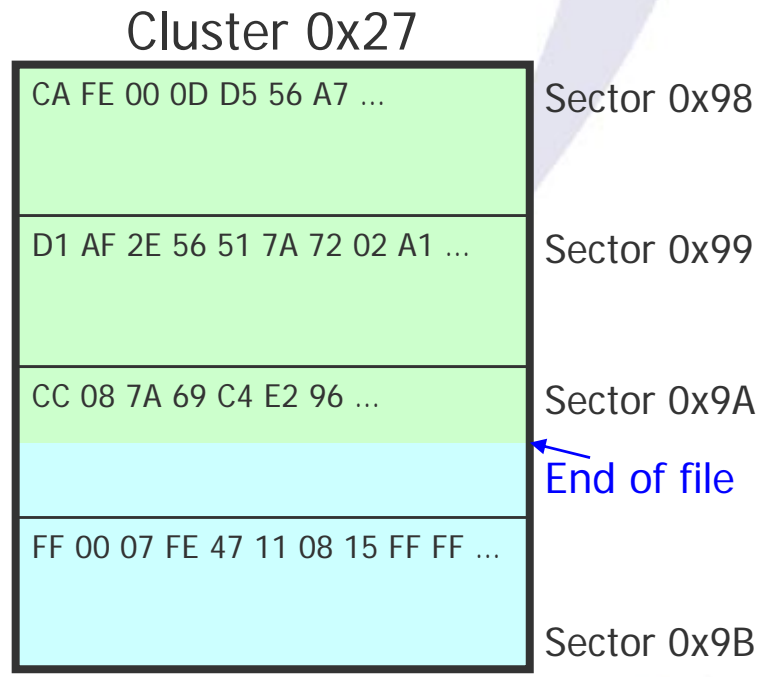 Cluster 0x27
CA FE 00 0D D5 56 A7 ...
Sector 0x98
D1 AF 2E 56 51 7A 72 02 A1 ...
Sector 0x99
CC 08 7A 69 C4 E2 96 ...
Sector 0x9A
End of file
FF 00 07 FE 47 11 08 15 FF FF ...
Sector 0x9B